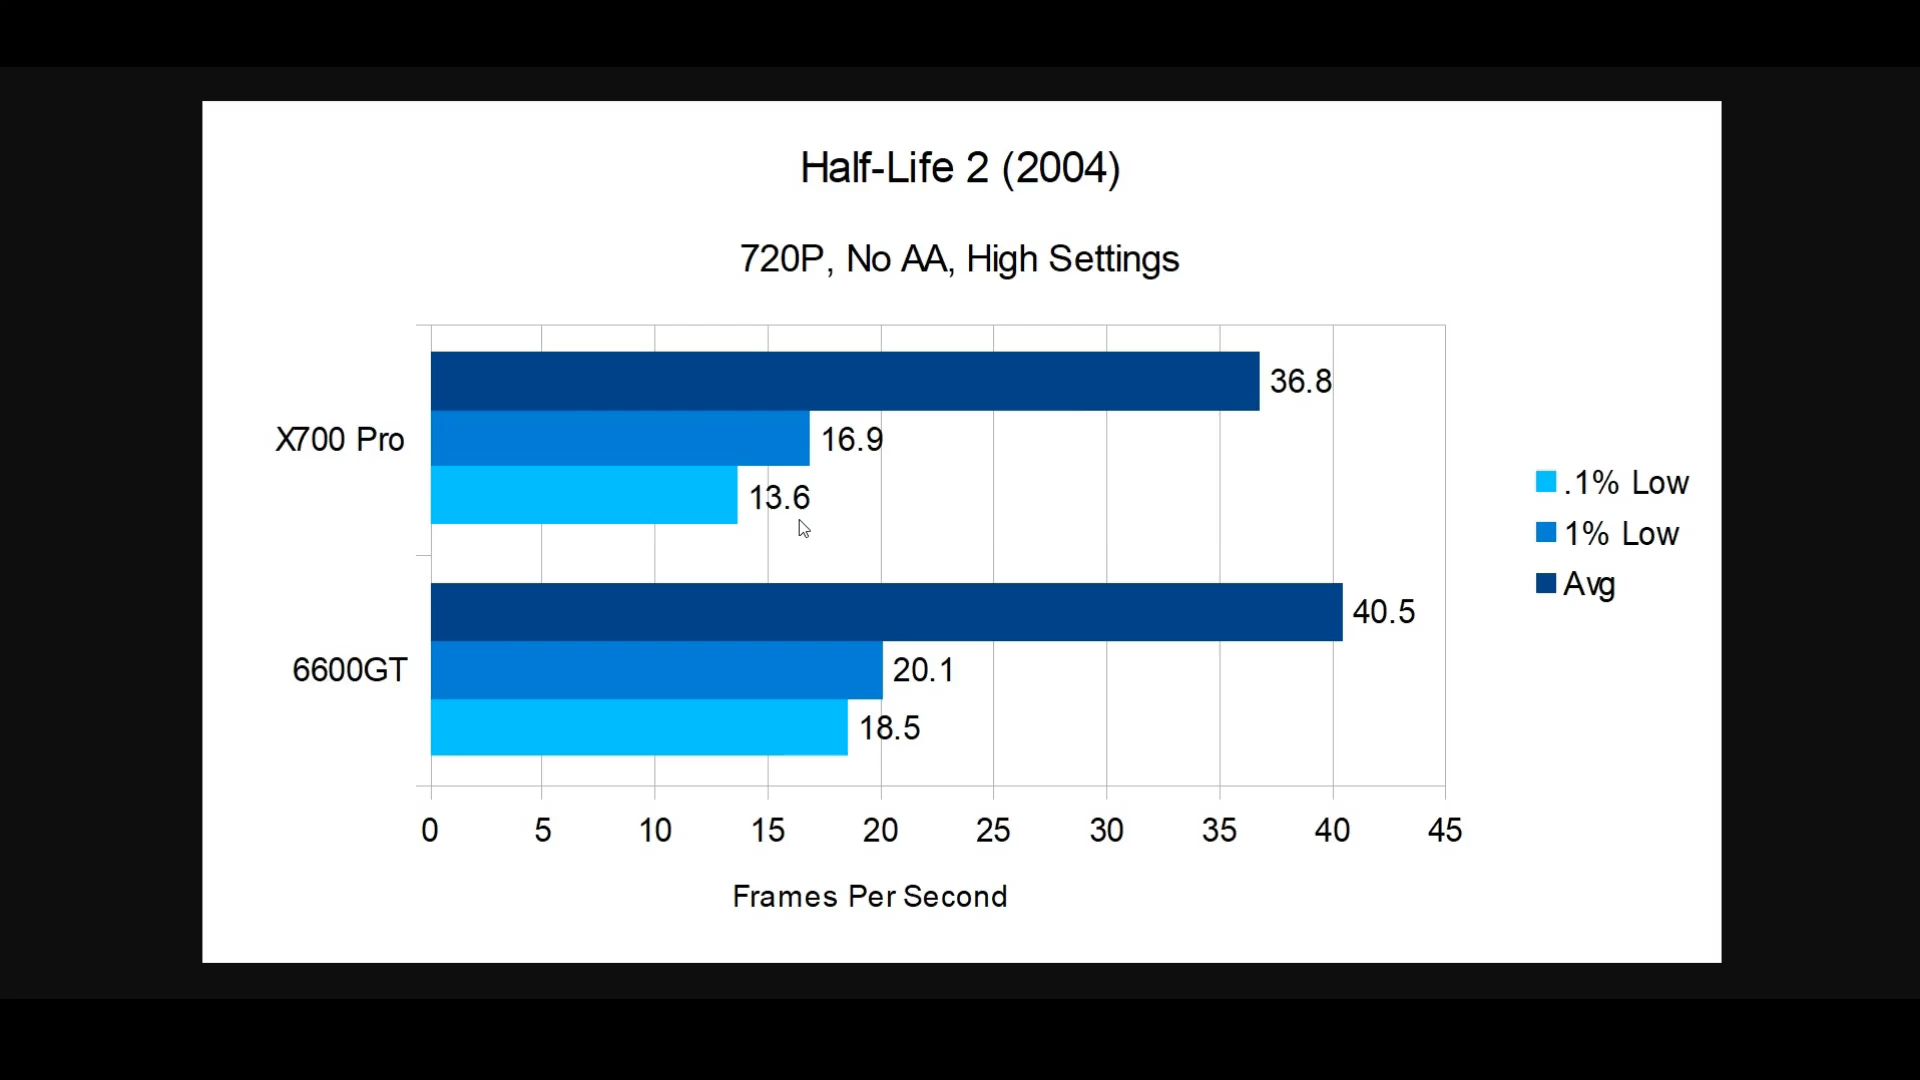 Half-Life 2 (2004)
720P, No AA, High Settings
36.8
X700 Pro
16.9
13.6
40.5
6600GT
20.1
18.5
0 5 10 15 20 25 30 35 40 45
Frames Per Second
.1% Low
1% Low
Avg